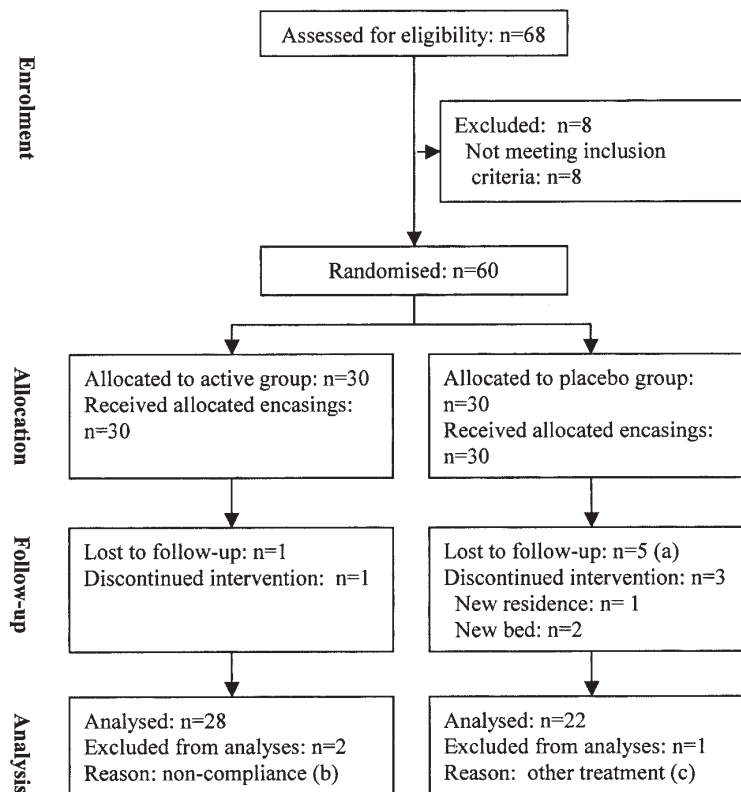 Assessed for eligibility: n=68
Enrolment
Excluded: n=8
Not meeting inclusion
criteria: n=8
Randomised: n=60
Allocation
Allocated to active group: n=30
Received allocated encasings:
n=30
Allocated to placebo group:
n=30
Received allocated encasings:
n=30
Follow-up
Lost to follow-up: n=1
Discontinued intervention: n=1
Lost to follow-up: n=5 (a)
Discontinued intervention: n=3
New residence: n= 1
New bed: n=2
Analysis
Analysed: n=28
Excluded from analyses: n=2
Reason: non-compliance (b)
Analysed: n=22
Excluded from analyses: n=1
Reason: other treatment (c)